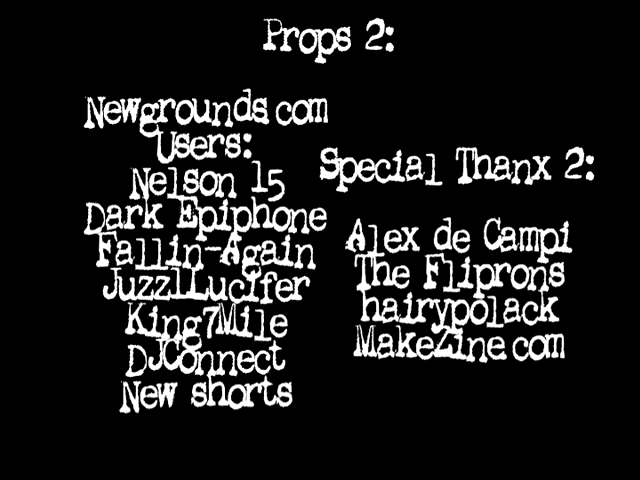 Props 2:
Newgrounds.com
Users:
Nelson 15
Dark Epiphone
Fallin-Again
JuzzlLucifer
King7Mile
DJConnect
New shorts
Special Thanx 2:
Alex de Campi
The Fliprons
hairypolack
MakeZine.com